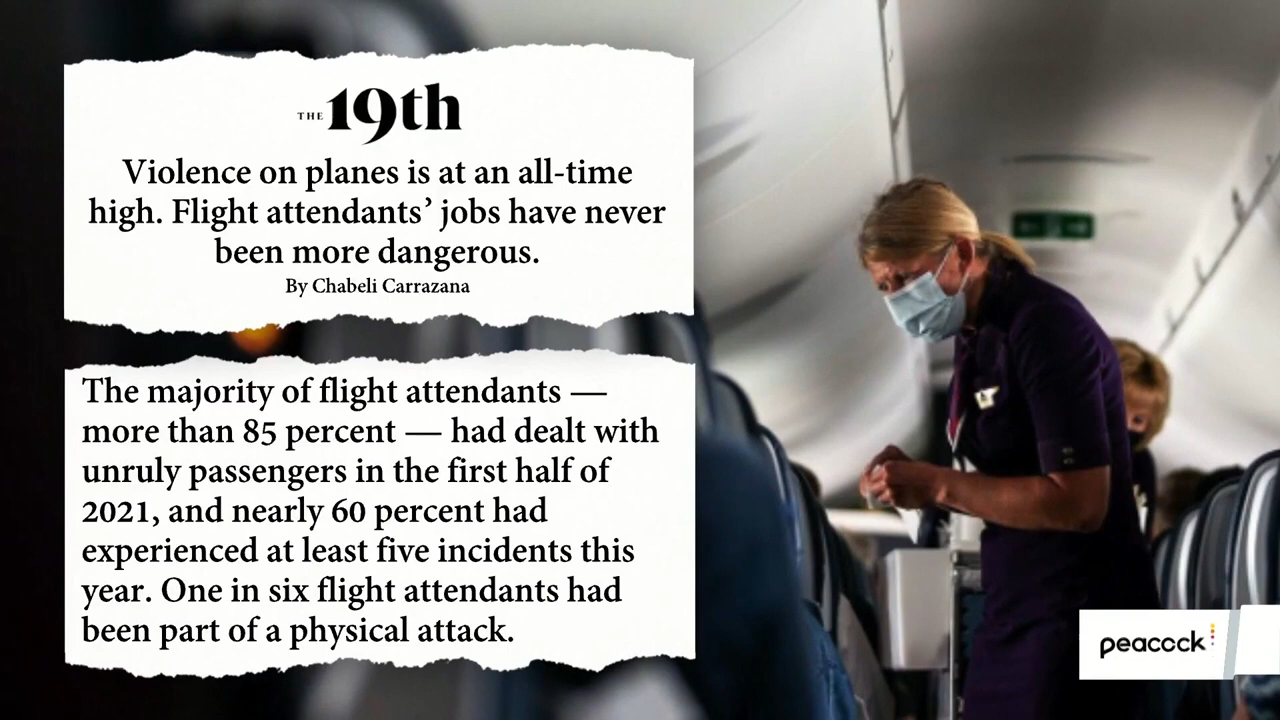 THE 19th
Violence on planes is at an all-time
high. Flight attendants’ jobs have never
been more dangerous.
By Chabeli Carrazana
The majority of flight attendants —
more than 85 percent — had dealt with
unruly passengers in the first half of
2021, and nearly 60 percent had
experienced at least five incidents this
year. One in six flight attendants had
been part of a physical attack.
peacock